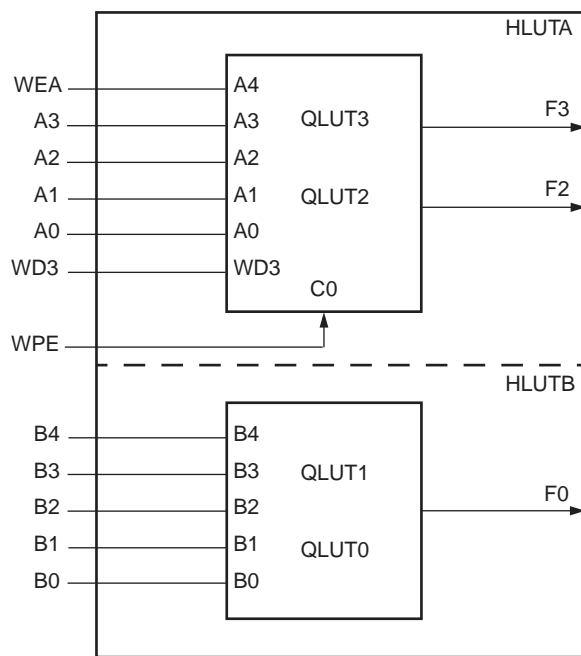 HLUTA
WEA A4
A3 A3 QLUT3 F3
A2 A2
A1 A1 QLUT2 F2
A0 A0
WD3 WD3
C0
WPE
HLUTB
B4 B4
B3 B3 QLUT1
B2 B2 F0
B1 B1 QLUT0
B0 B0